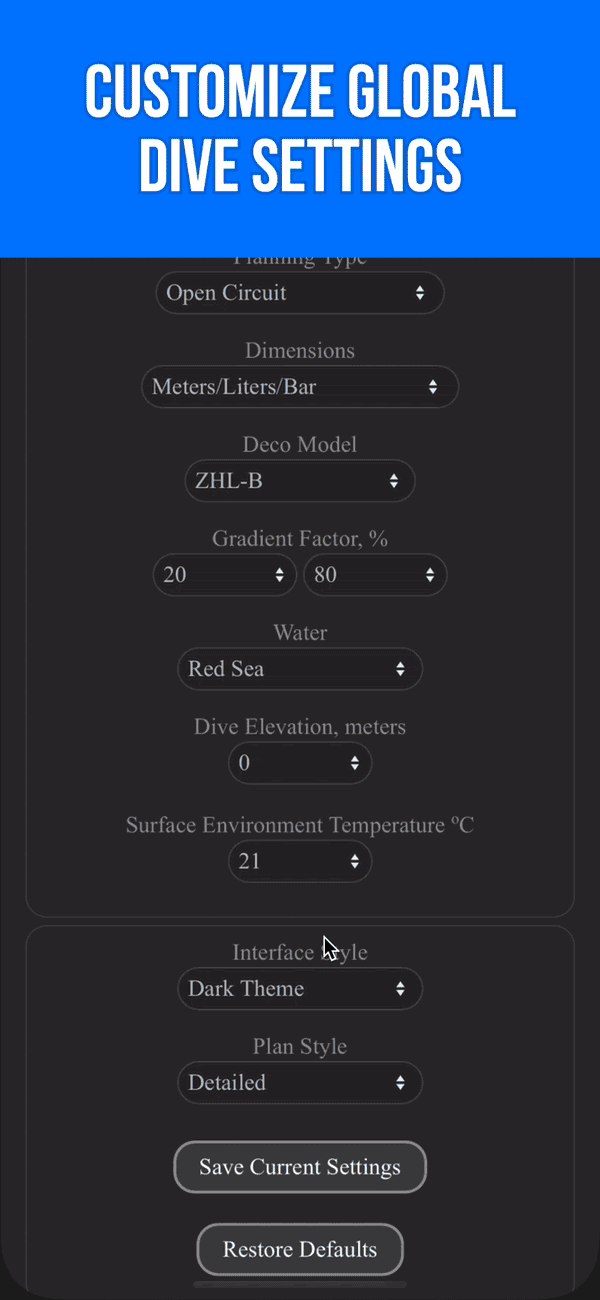 CUSTOMIZE GLOBAL
DIVE SETTINGS
Planning Type
Open Circuit
Dimensions
Meters/Liters/Bar
Deco Model
ZHL-B
Gradient Factor, %
20 80
Water
Red Sea
Dive Elevation, meters
0
Surface Environment Temperature ºC
21
Interface Style
Dark Theme
Plan Style
Detailed
Save Current Settings
Restore Defaults